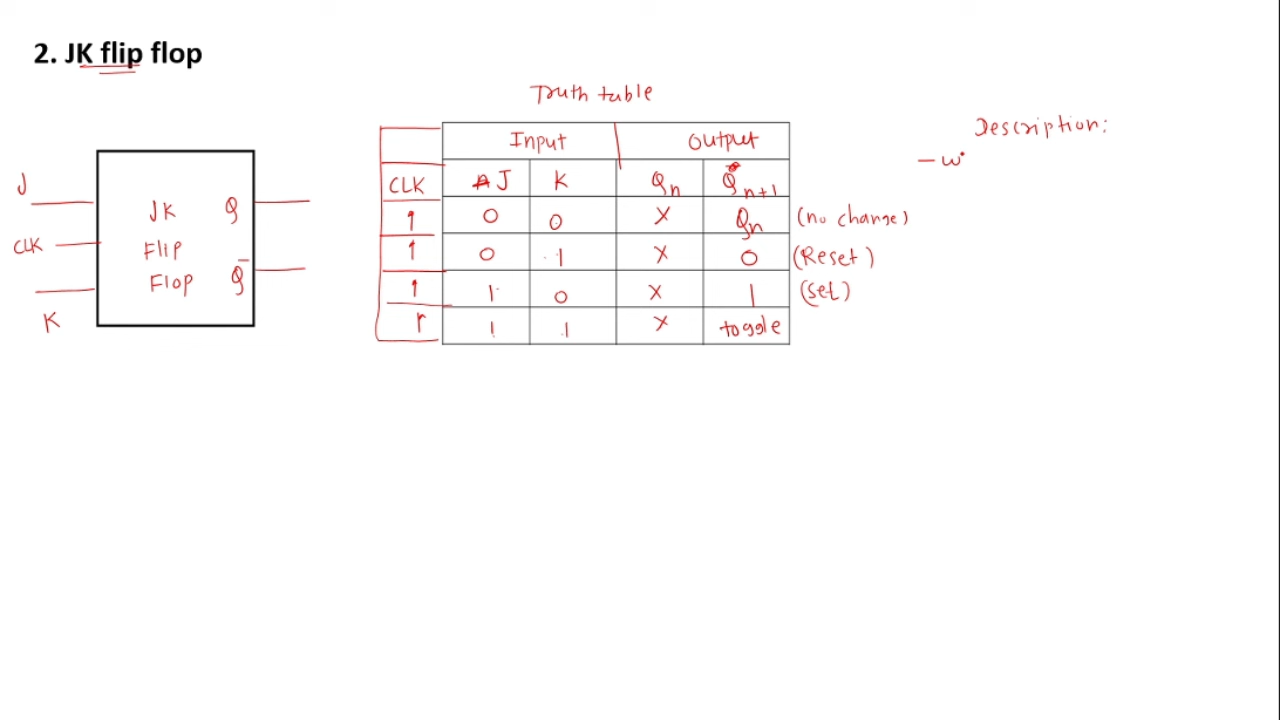 2. JK flip flop
Truth table
Description:
- w
Input Output
CLK J K Qn Qn+1
↑ 0 0 X Qn (no change)
↑ 0 1 X 0 (Reset)
↑ 1 0 X 1 (set)
↑ 1 1 X toggle
J
CLK
K
JK Q
Flip
Flop Q̅